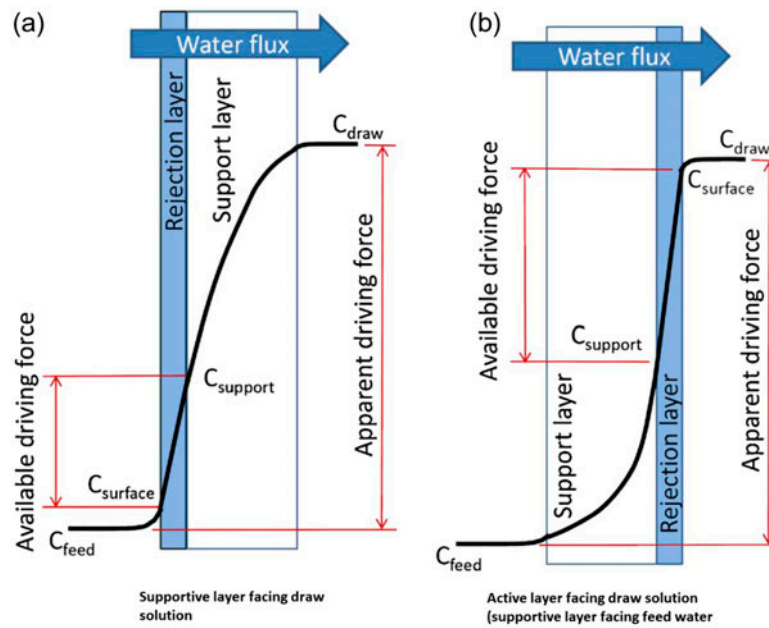 (a)
Water flux
Rejection layer
Support layer
C_draw
Available driving force
C_support
Apparent driving force
C_surface
C_feed
Supportive layer facing draw
solution
(b)
Water flux
C_draw
C_surface
Available driving force
C_support
Support layer
Rejection layer
Apparent driving force
C_feed
Active layer facing draw solution
(supportive layer facing feed water